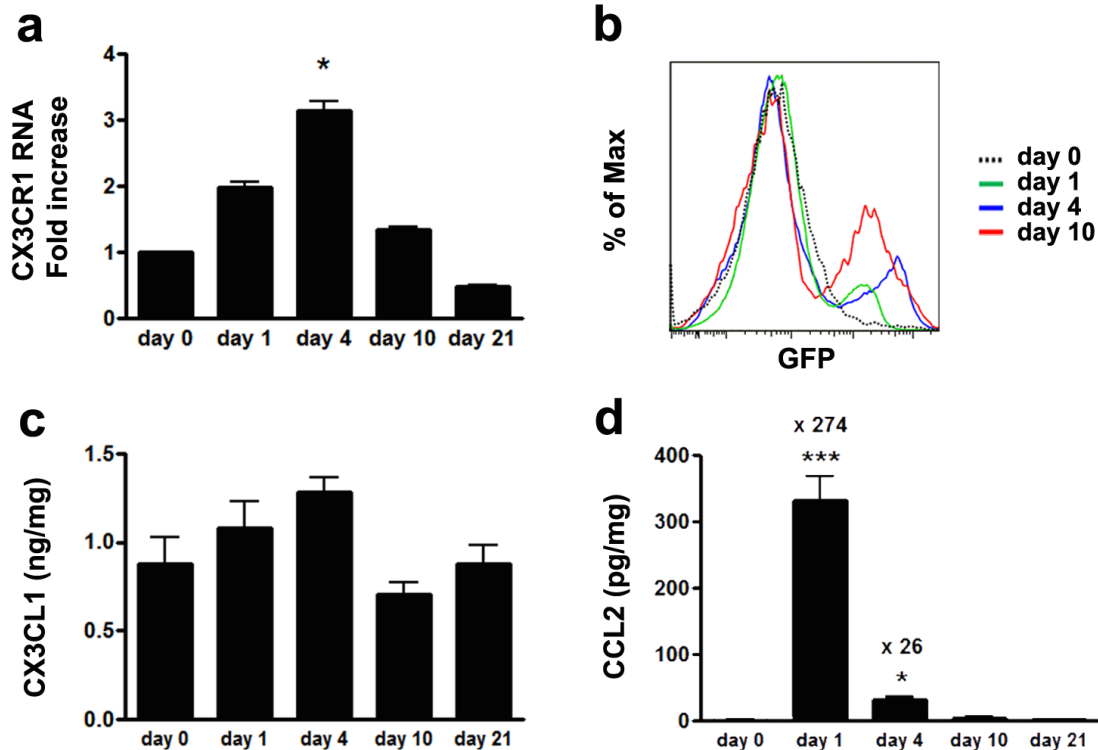 a
CX3CR1 RNA
Fold increase
4
3
2
1
0
*
day 0 day 1 day 4 day 10 day 21
b
% of Max
GFP
day 0
day 1
day 4
day 10
c
CX3CL1 (ng/mg)
1.5
1.0
0.5
0.0
day 0 day 1 day 4 day 10 day 21
d
CCL2 (pg/mg)
400
300
200
100
0
x 274
***
x 26
*
day 0 day 1 day 4 day 10 day 21